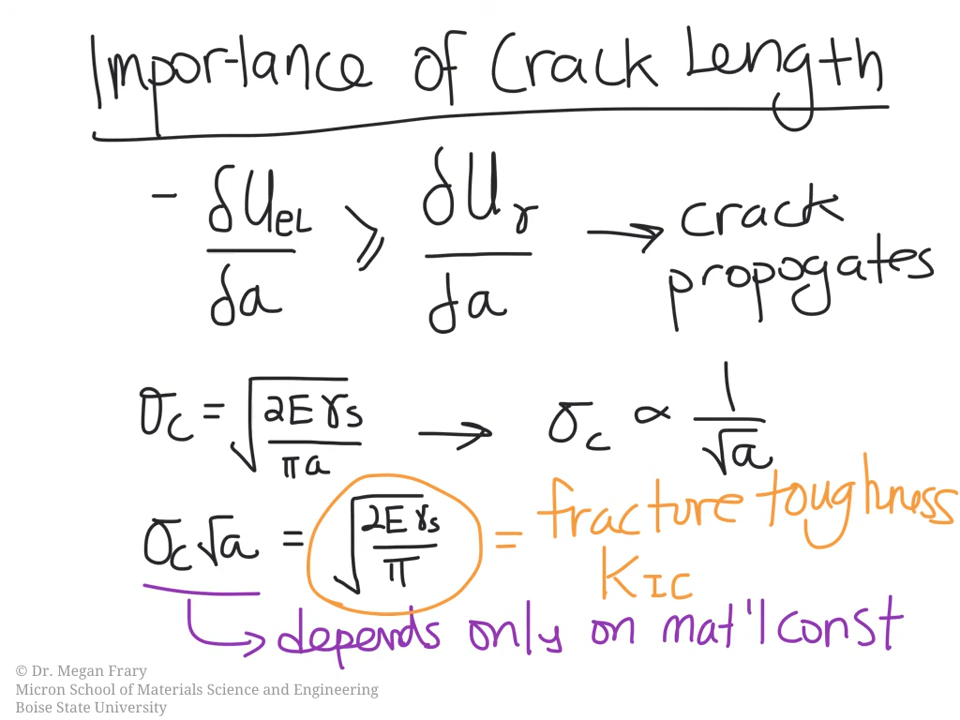 Importance of Crack Length
- δU_EL/δa ≥ δU_γ/δa → crack propogates
σ_c = √(2Eγ_s/πa) → σ_c ∝ 1/√a
σ_c√a = √(2Eγ_s/π) = fracture toughness K_IC
depends only on mat'l const
© Dr. Megan Frary
Micron School of Materials Science and Engineering
Boise State University